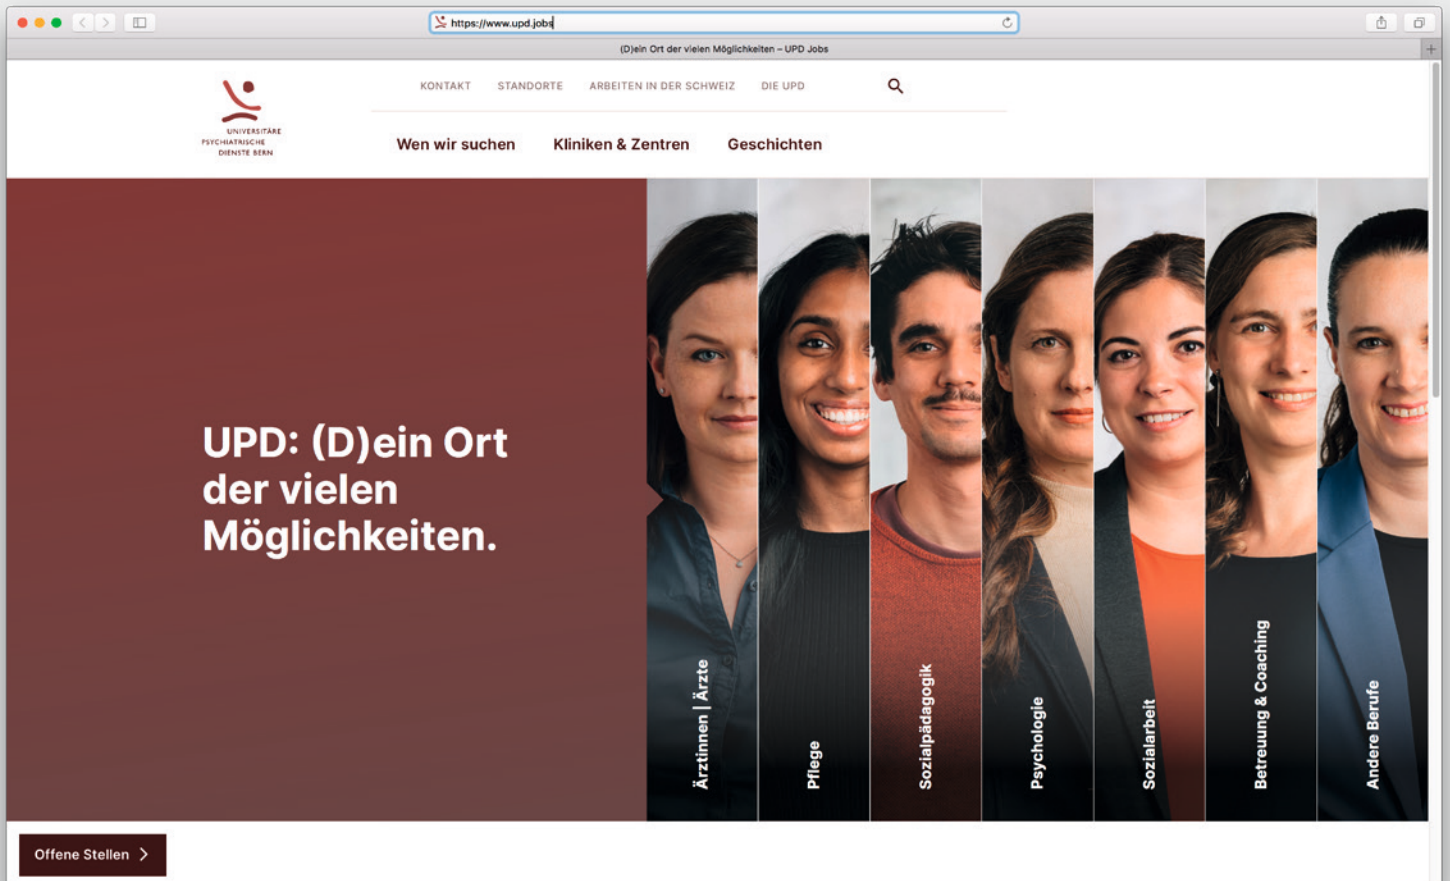 https://www.upd.jobs
(D)ein Ort der vielen Möglichkeiten – UPD Jobs
UNIVERSITÄRE
PSYCHIATRISCHE
DIENSTE BERN
KONTAKT STANDORTE ARBEITEN IN DER SCHWEIZ DIE UPD
Wen wir suchen Kliniken & Zentren Geschichten
UPD: (D)ein Ort
der vielen
Möglichkeiten.
Ärztinnen | Ärzte
Pflege
Sozialpädagogik
Psychologie
Sozialarbeit
Betreuung & Coaching
Andere Berufe
Offene Stellen